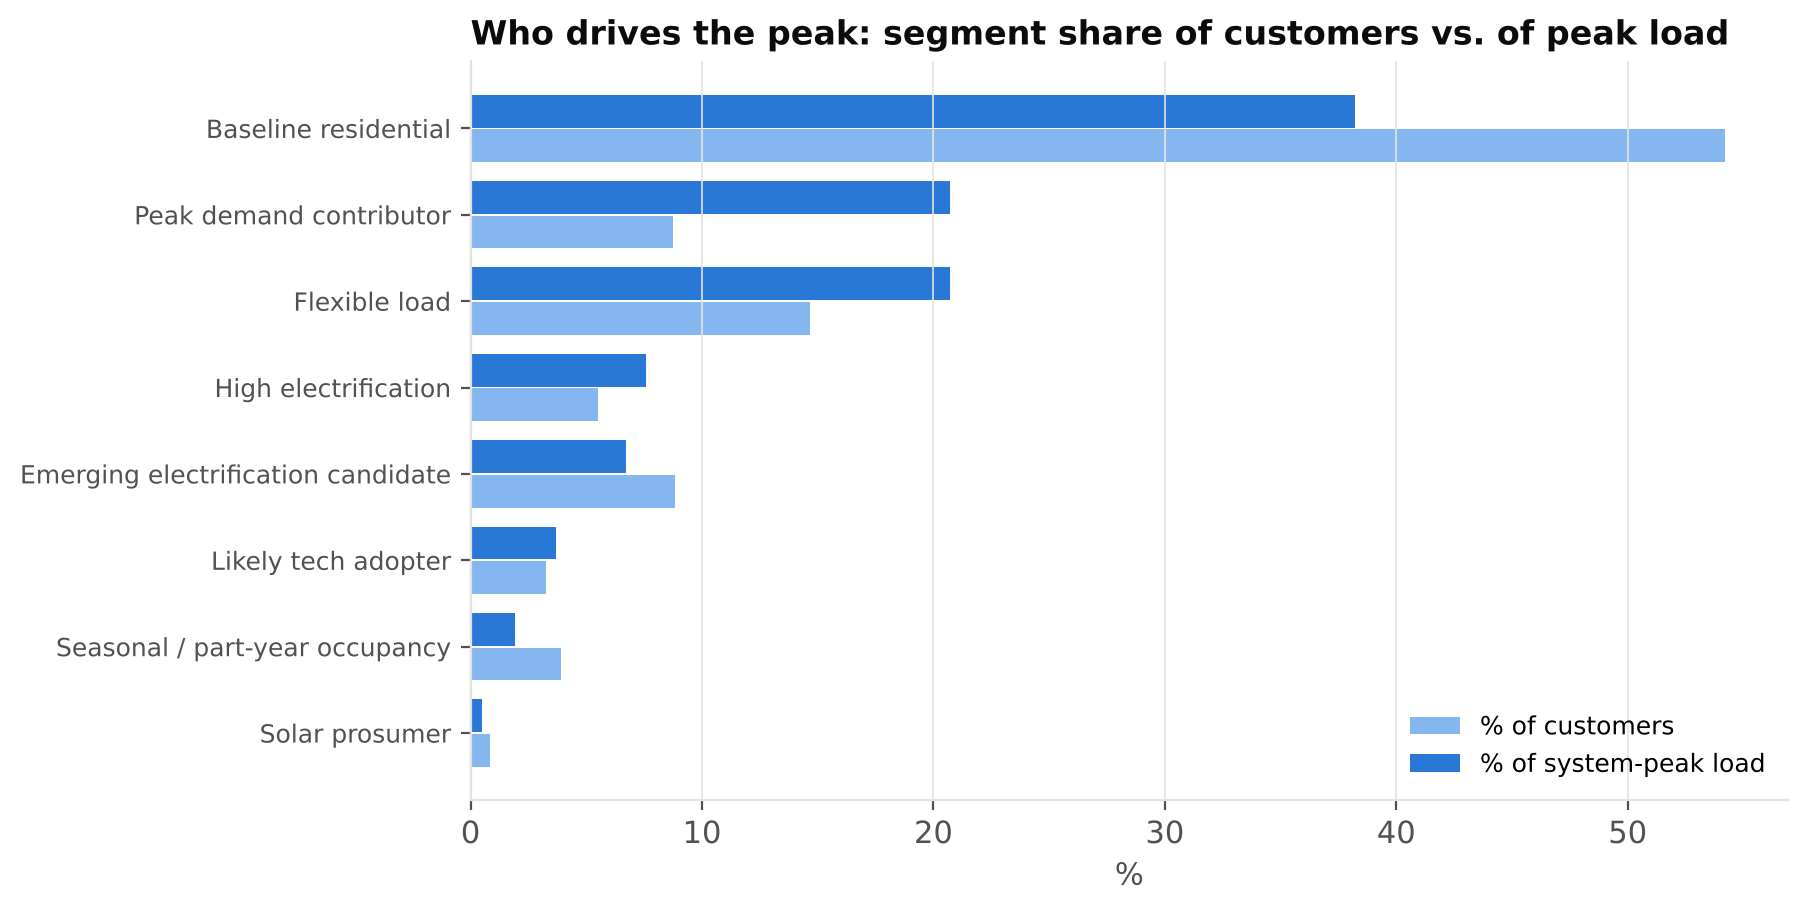 Who drives the peak: segment share of customers vs. of peak load
Baseline residential
Peak demand contributor
Flexible load
High electrification
Emerging electrification candidate
Likely tech adopter
Seasonal / part-year occupancy
Solar prosumer
% of customers
% of system-peak load
0 10 20 30 40 50
%